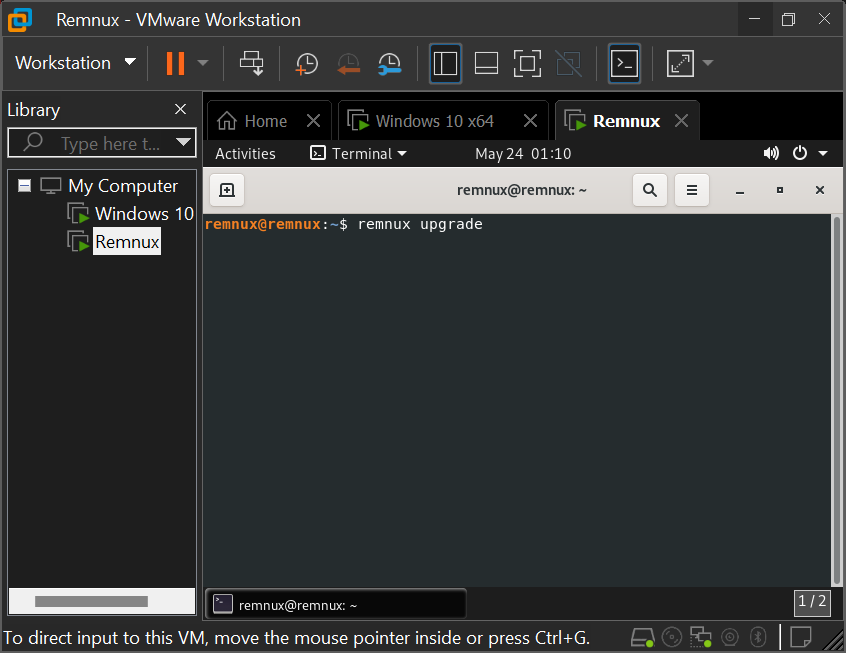 Remnux - VMware Workstation
Workstation
Library
Type here t...
My Computer
Windows 10
Remnux
Home
Windows 10 x64
Remnux
Activities
Terminal
May 24 01:10
remnux@remnux: ~
remnux@remnux:~$ remnux upgrade
remnux@remnux: ~
1 / 2
To direct input to this VM, move the mouse pointer inside or press Ctrl+G.